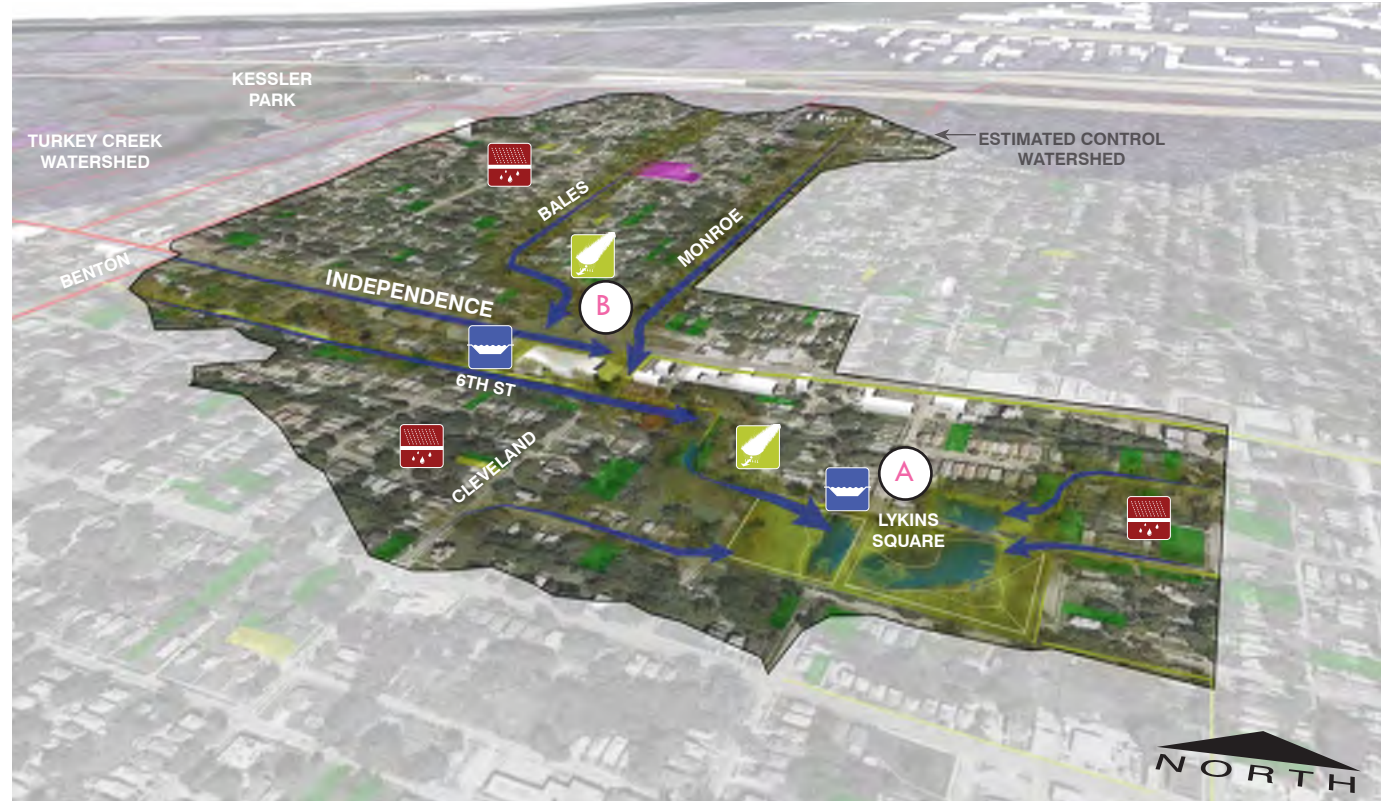 KESSLER
PARK
TURKEY CREEK
WATERSHED
ESTIMATED CONTROL
WATERSHED
BALES
MONROE
BENTON
INDEPENDENCE
B
6TH ST
CLEVELAND
A
LYKINS
SQUARE
NORTH